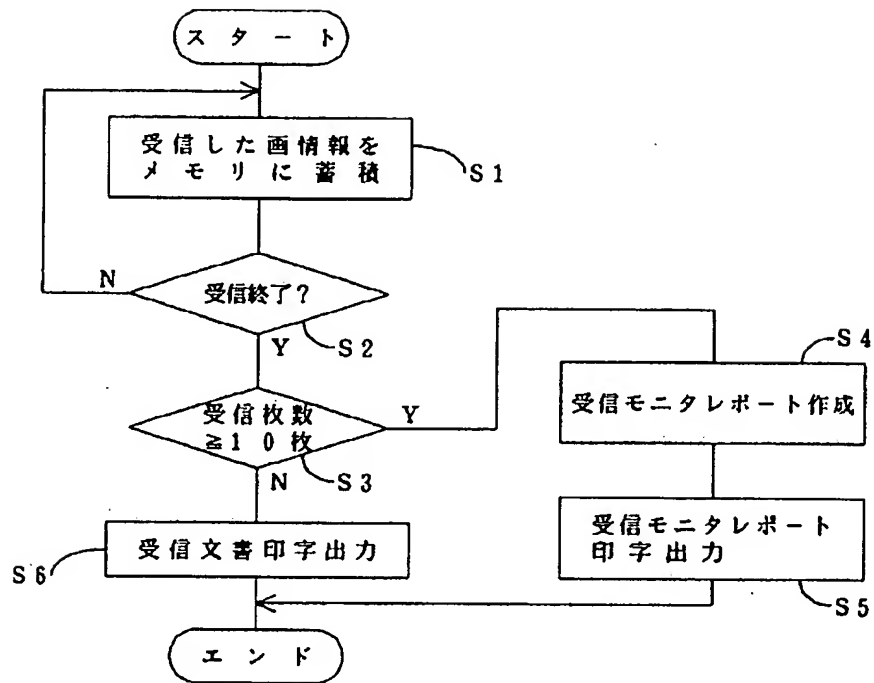 スタート
受信した画情報を
メモリに蓄積
S1
N
受信終了?
S2
Y
受信枚数
≧10枚
Y
S3
N
S4
受信モニタレポート作成
受信モニタレポート
印字出力
S5
受信文書印字出力
S6
エンド